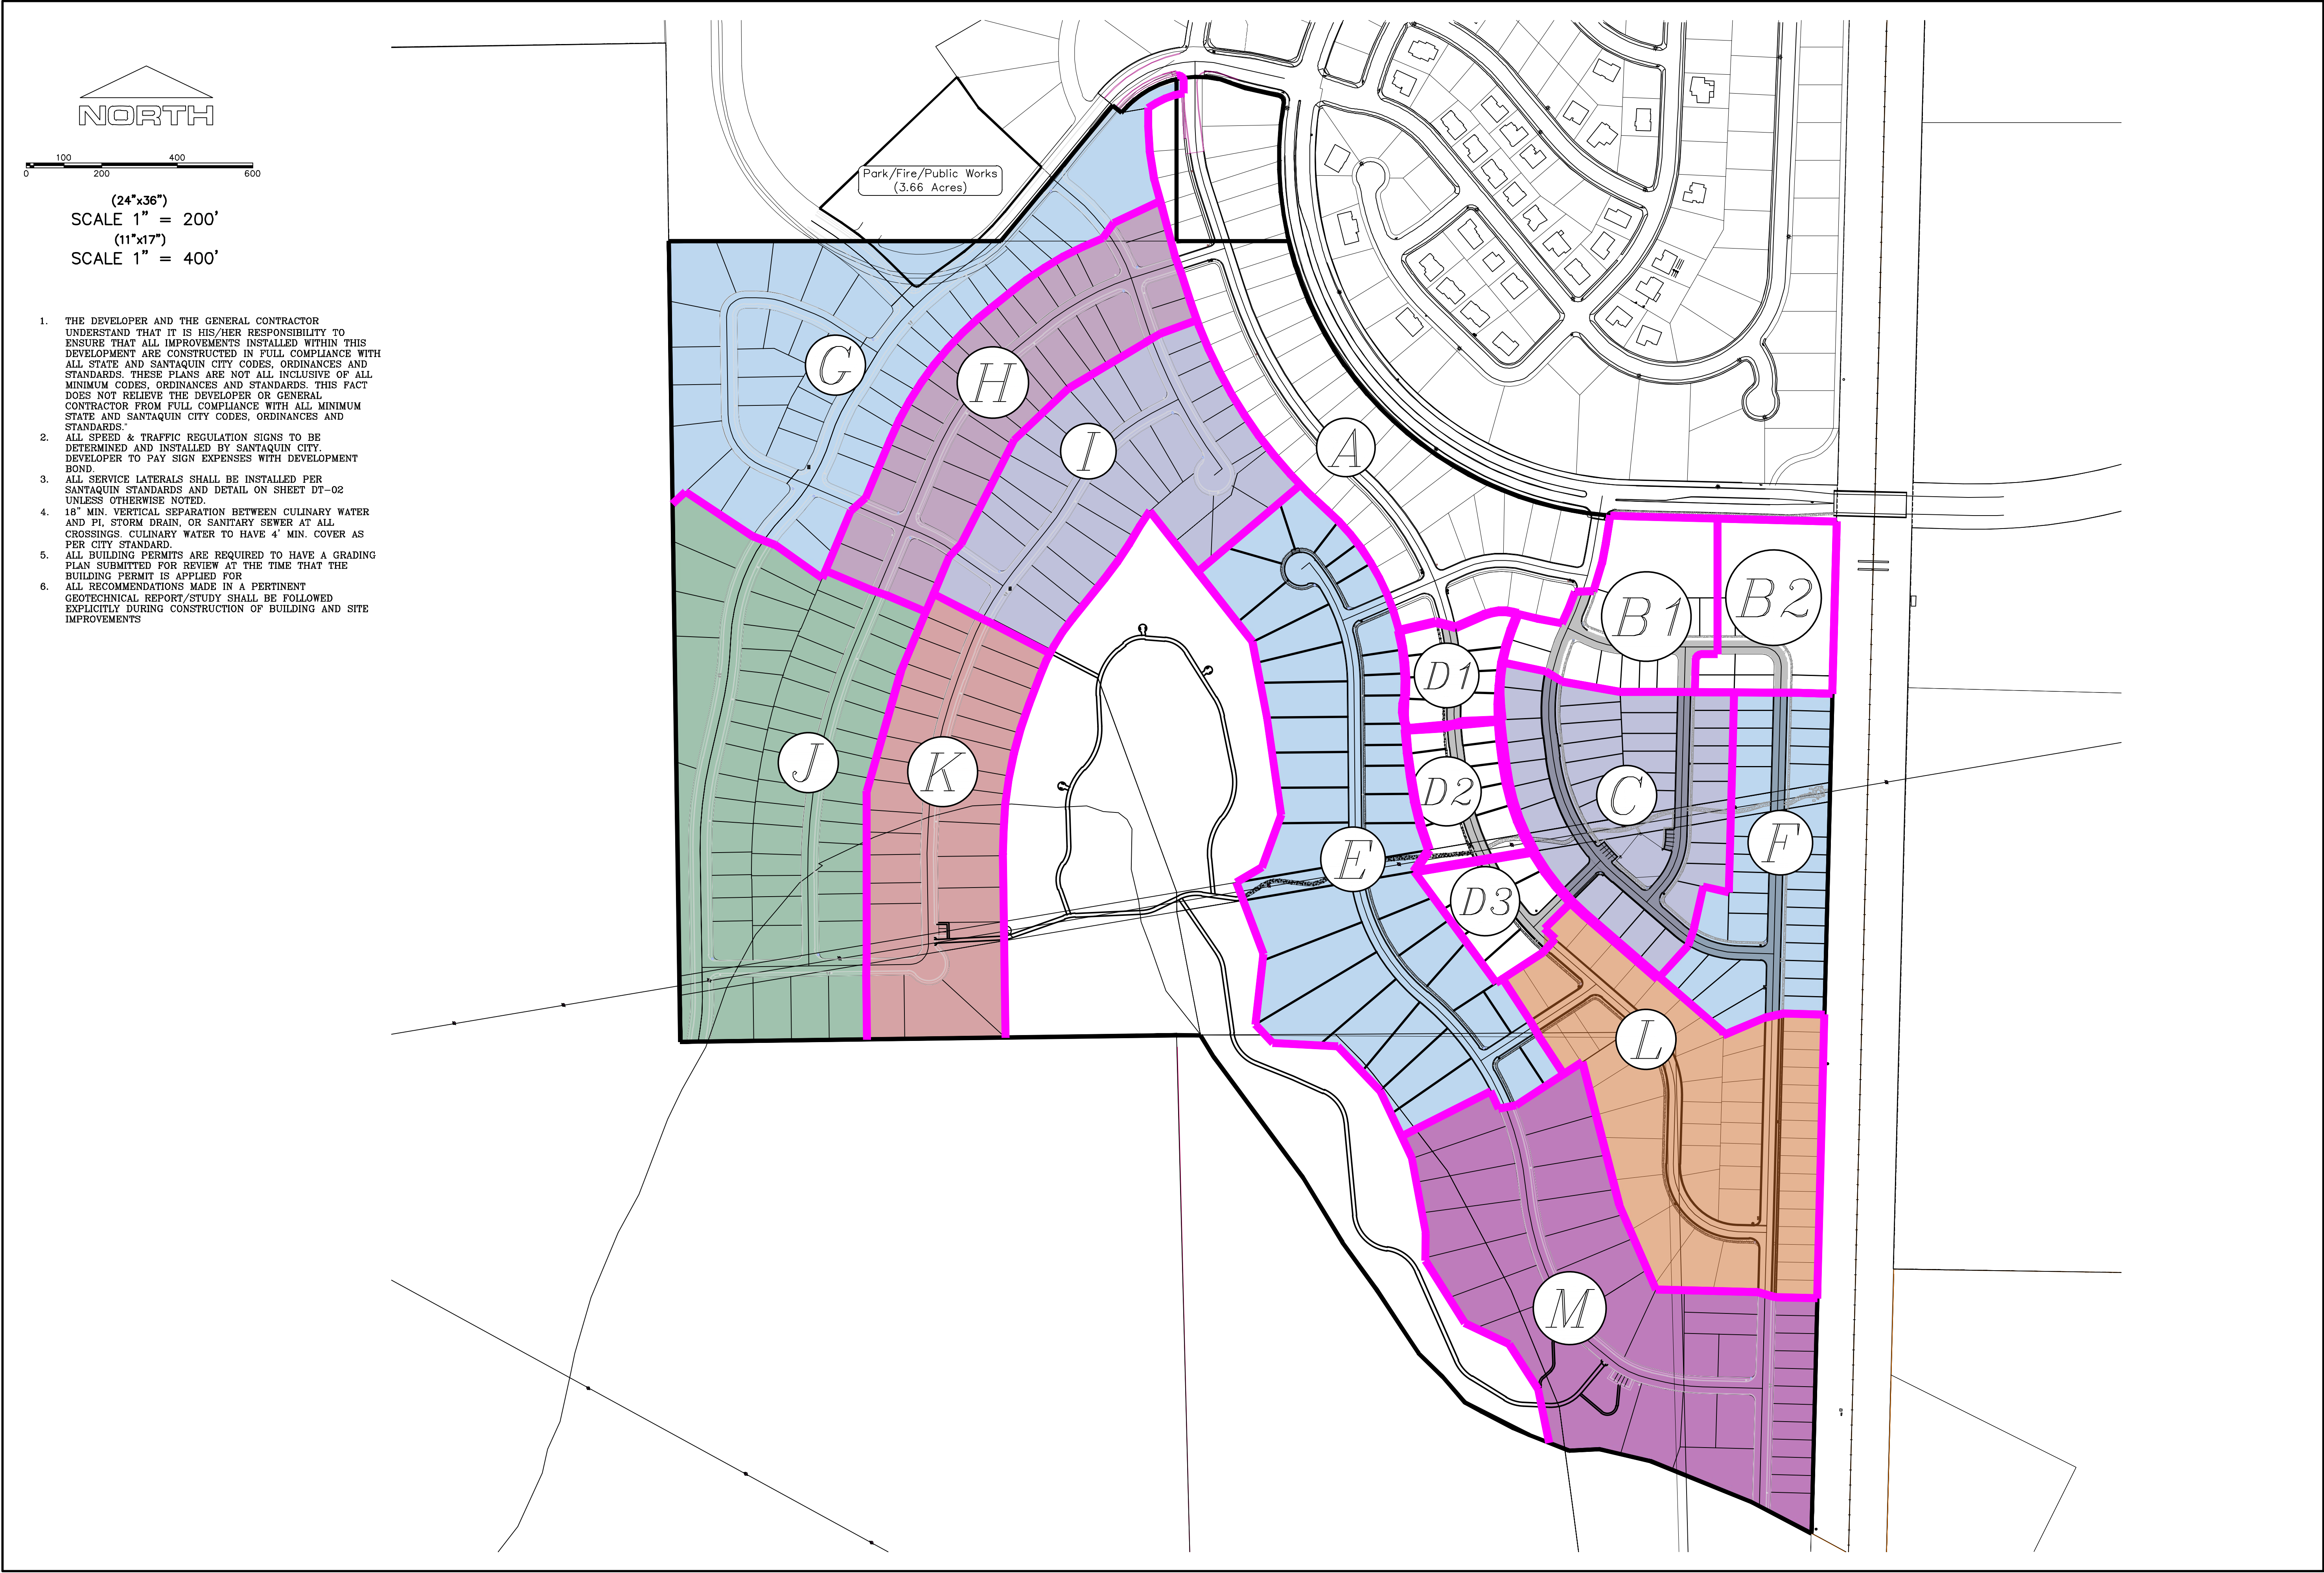 NORTH
100 400
0 200 600
(24"x36")
SCALE 1" = 200'
(11"x17")
SCALE 1" = 400'
1. THE DEVELOPER AND THE GENERAL CONTRACTOR
UNDERSTAND THAT IT IS HIS/HER RESPONSIBILITY TO
ENSURE THAT ALL IMPROVEMENTS INSTALLED WITHIN THIS
DEVELOPMENT ARE CONSTRUCTED IN FULL COMPLIANCE WITH
ALL STATE AND SANTAQUIN CITY CODES, ORDINANCES AND
STANDARDS. THESE PLANS ARE NOT ALL INCLUSIVE OF ALL
MINIMUM CODES, ORDINANCES AND STANDARDS. THIS FACT
DOES NOT RELIEVE THE DEVELOPER OR GENERAL
CONTRACTOR FROM FULL COMPLIANCE WITH ALL MINIMUM
STATE AND SANTAQUIN CITY CODES, ORDINANCES AND
STANDARDS."
2. ALL SPEED & TRAFFIC REGULATION SIGNS TO BE
DETERMINED AND INSTALLED BY SANTAQUIN CITY.
DEVELOPER TO PAY SIGN EXPENSES WITH DEVELOPMENT
BOND.
3. ALL SERVICE LATERALS SHALL BE INSTALLED PER
SANTAQUIN STANDARDS AND DETAIL ON SHEET DT-02
UNLESS OTHERWISE NOTED.
4. 18" MIN. VERTICAL SEPARATION BETWEEN CULINARY WATER
AND PI, STORM DRAIN, OR SANITARY SEWER AT ALL
CROSSINGS. CULINARY WATER TO HAVE 4' MIN. COVER AS
PER CITY STANDARD.
5. ALL BUILDING PERMITS ARE REQUIRED TO HAVE A GRADING
PLAN SUBMITTED FOR REVIEW AT THE TIME THAT THE
BUILDING PERMIT IS APPLIED FOR
6. ALL RECOMMENDATIONS MADE IN A PERTINENT
GEOTECHNICAL REPORT/STUDY SHALL BE FOLLOWED
EXPLICITLY DURING CONSTRUCTION OF BUILDING AND SITE
IMPROVEMENTS
Park/Fire/Public Works
(3.66 Acres)
G
H
I
A
B1
B2
D1
J
K
D2
C
F
E
D3
L
M